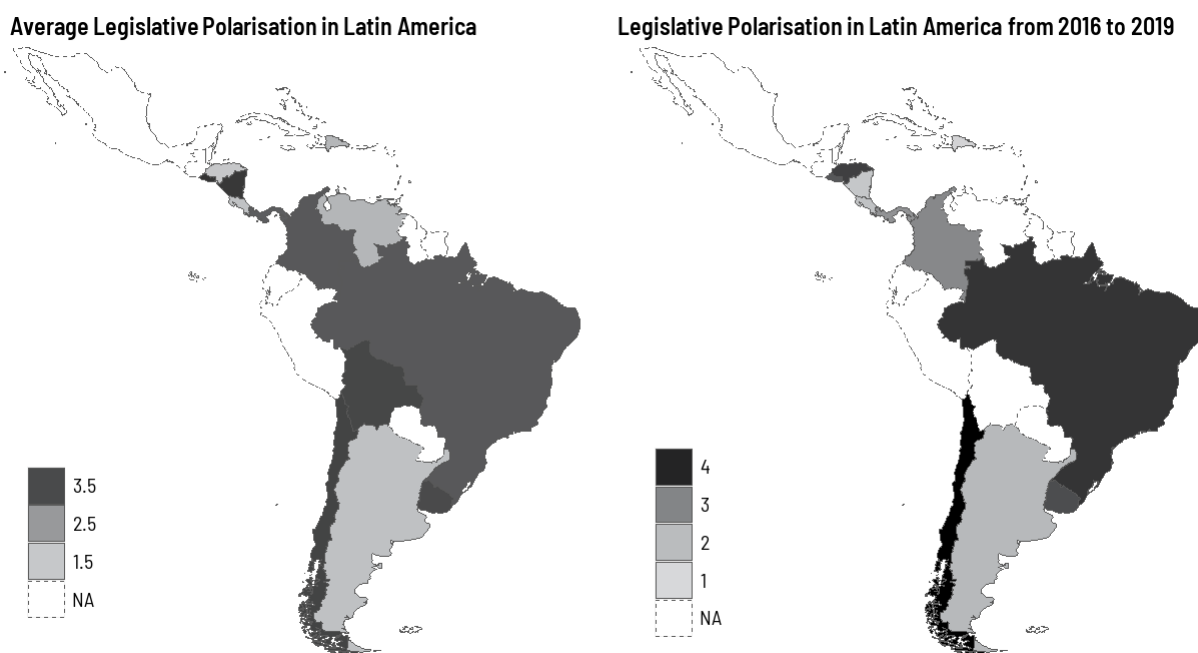 Average Legislative Polarisation in Latin America
Legislative Polarisation in Latin America from 2016 to 2019
3.5
2.5
1.5
NA
4
3
2
1
NA